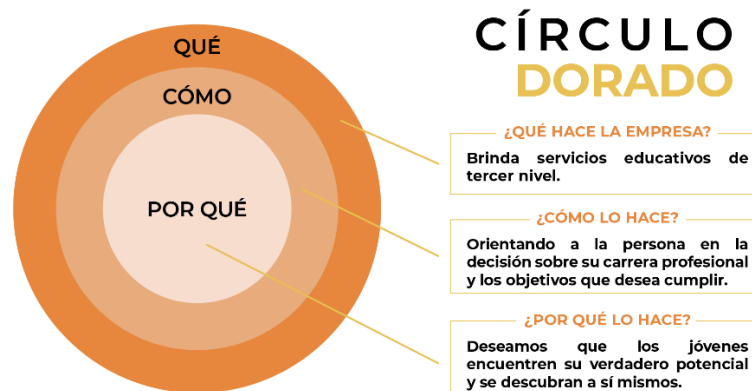 CÍRCULO
DORADO
QUÉ
CÓMO
POR QUÉ
¿QUÉ HACE LA EMPRESA?
Brinda servicios educativos de
tercer nivel.
¿CÓMO LO HACE?
Orientando a la persona en la
decisión sobre su carrera profesional
y los objetivos que desea cumplir.
¿POR QUÉ LO HACE?
Deseamos que los jóvenes
encuentren su verdadero potencial
y se descubran a sí mismos.